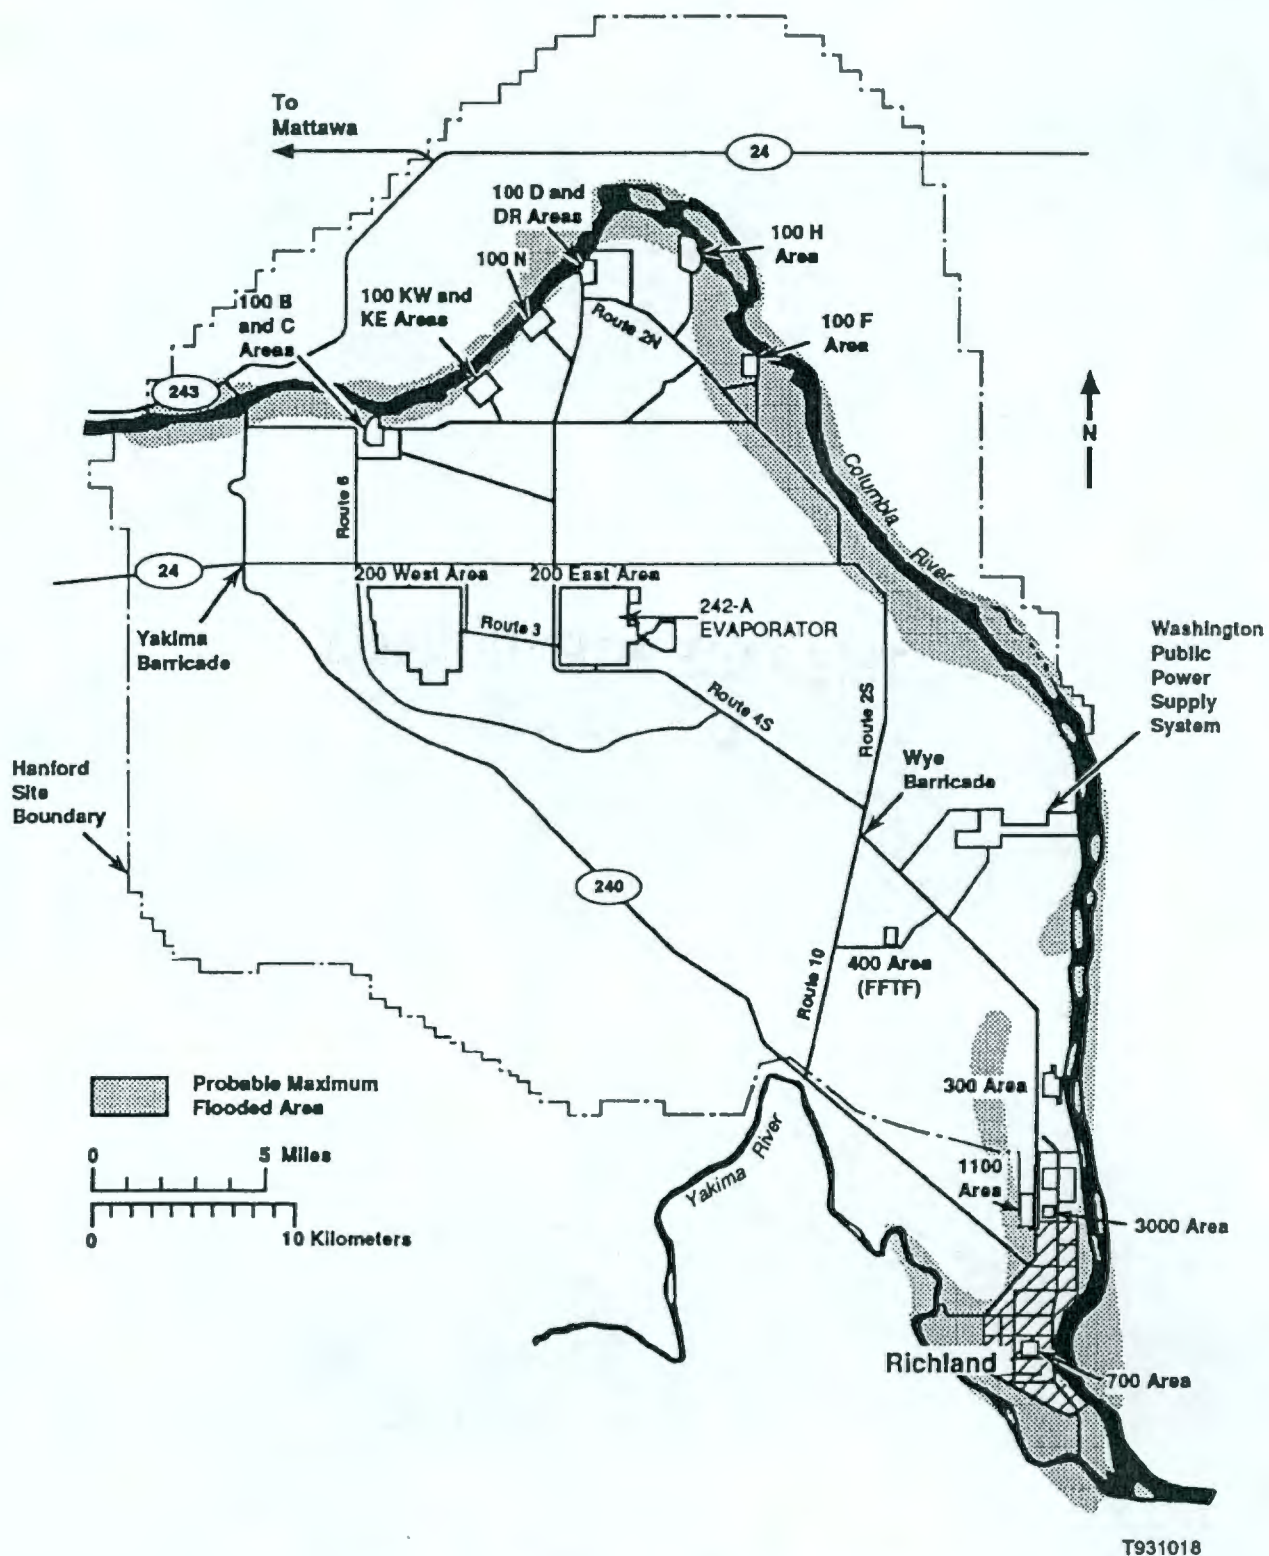 To
Mattawa
24
100 D and
DR Areas
100 H
Area
100 N
100 KW and
KE Areas
100 B
and C
Areas
Route 2N
100 F
Area
243
N
Columbia
River
Route 6
24
200 West Area
200 East Area
242-A
EVAPORATOR
Route 3
Yakima
Barricade
Washington
Public
Power
Supply
System
Route 4S
Route 2S
Wye
Barricade
Hanford
Site
Boundary
240
400 Area
(FFTF)
Route 10
Probable Maximum
Flooded Area
300 Area
0 5 Miles
0 10 Kilometers
Yakima River
1100
Area
3000 Area
Richland
700 Area
T931018